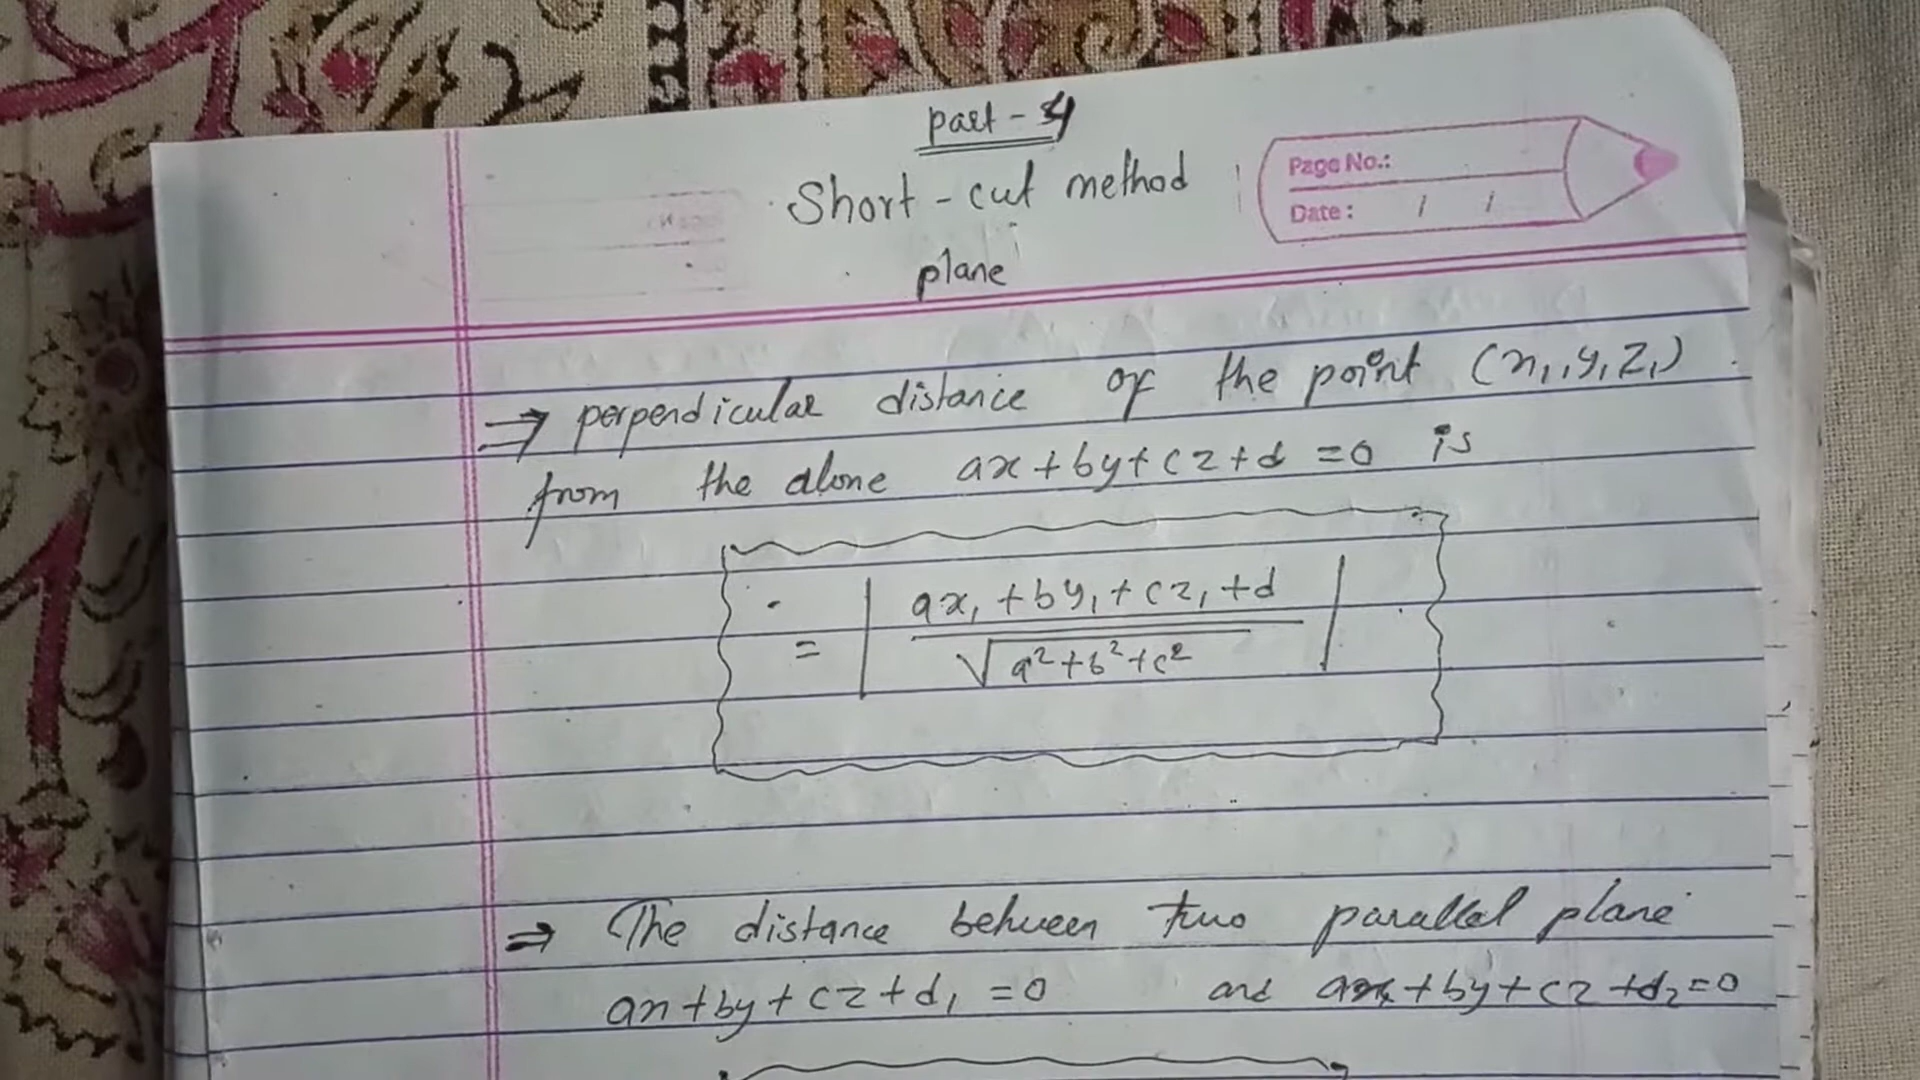 part - 4
Short - cut method
Page No.:
Date : / /
plane
⇒ perpendicular distance of the point (x₁, y₁ z₁)
from the alone ax + by + cz + d = 0 is
= | ax₁ + by₁ + cz₁ + d / √a² + b² + c² |
⇒ The distance between two parallel plane
ax + by + cz + d₁ = 0 and ax + by + cz + d₂ = 0